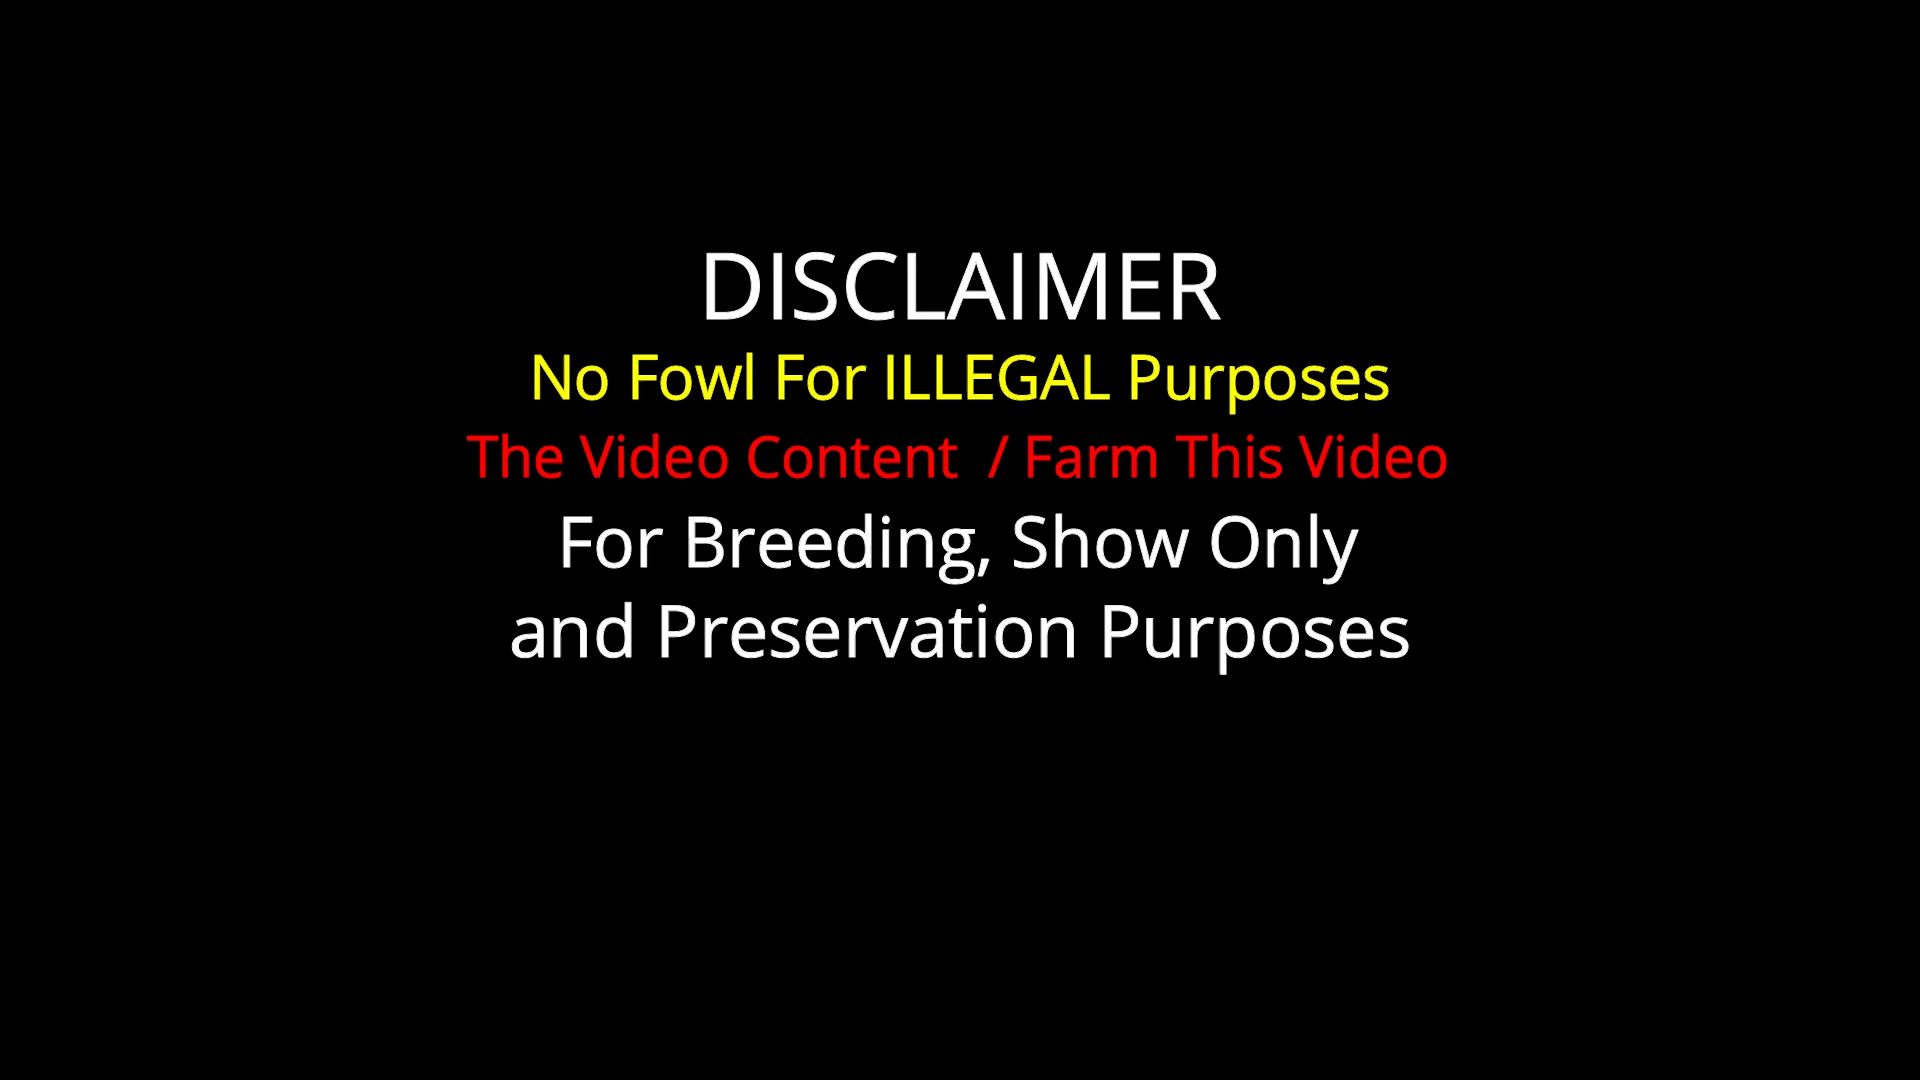 DISCLAIMER
No Fowl For ILLEGAL Purposes
The Video Content  / Farm This Video
For Breeding, Show Only
and Preservation Purposes